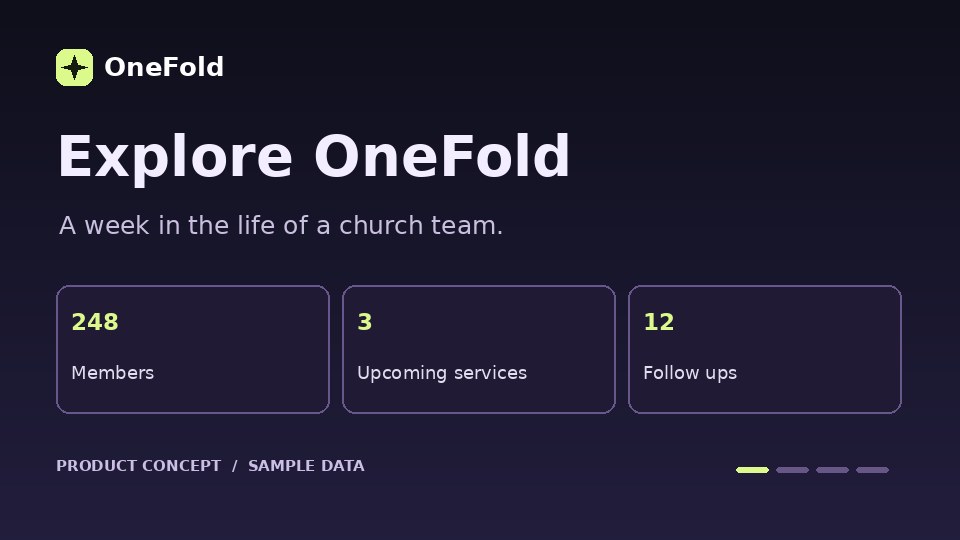 OneFold
Explore OneFold
A week in the life of a church team.
248
Members
3
Upcoming services
12
Follow ups
PRODUCT CONCEPT / SAMPLE DATA